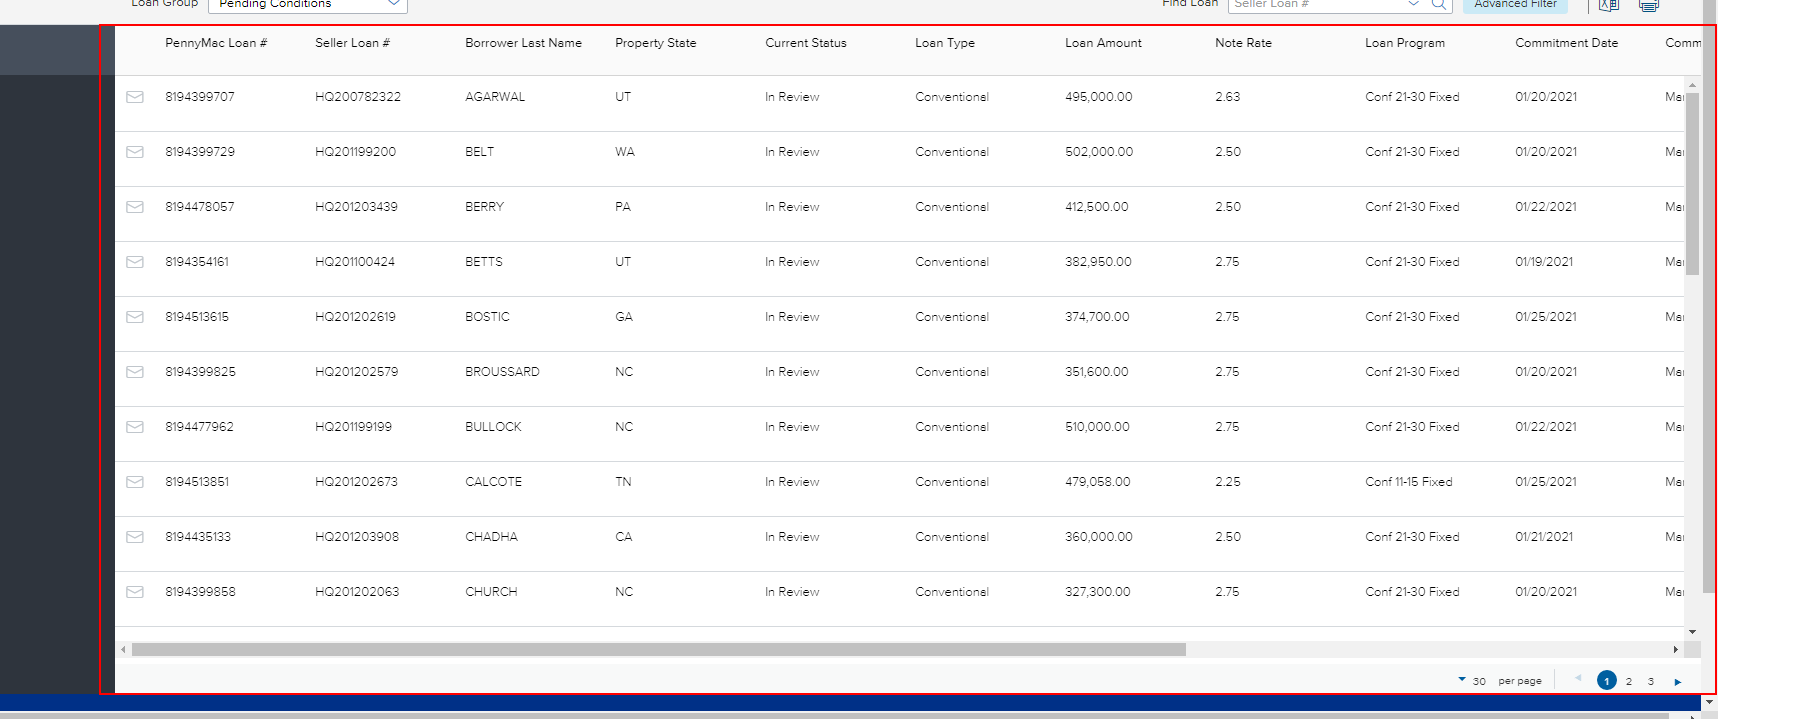 Loan Group Pending Conditions Find Loan Seller Loan # Advanced Filter
PennyMac Loan # Seller Loan # Borrower Last Name Property State Current Status Loan Type Loan Amount Note Rate Loan Program Commitment Date Comm
8194399707 HQ200782322 AGARWAL UT In Review Conventional 495,000.00 2.63 Conf 21-30 Fixed 01/20/2021 Mai
8194399729 HQ201199200 BELT WA In Review Conventional 502,000.00 2.50 Conf 21-30 Fixed 01/20/2021 Mai
8194478057 HQ201203439 BERRY PA In Review Conventional 412,500.00 2.50 Conf 21-30 Fixed 01/22/2021 Mai
8194354161 HQ201100424 BETTS UT In Review Conventional 382,950.00 2.75 Conf 21-30 Fixed 01/19/2021 Mai
8194513615 HQ201202619 BOSTIC GA In Review Conventional 374,700.00 2.75 Conf 21-30 Fixed 01/25/2021 Mai
8194399825 HQ201202579 BROUSSARD NC In Review Conventional 351,600.00 2.75 Conf 21-30 Fixed 01/20/2021 Mai
8194477962 HQ201199199 BULLOCK NC In Review Conventional 510,000.00 2.75 Conf 21-30 Fixed 01/22/2021 Mai
8194513851 HQ201202673 CALCOTE TN In Review Conventional 479,058.00 2.25 Conf 11-15 Fixed 01/25/2021 Mai
8194435133 HQ201203908 CHADHA CA In Review Conventional 360,000.00 2.50 Conf 21-30 Fixed 01/21/2021 Mai
8194399858 HQ201202063 CHURCH NC In Review Conventional 327,300.00 2.75 Conf 21-30 Fixed 01/20/2021 Mai
30 per page 1 2 3